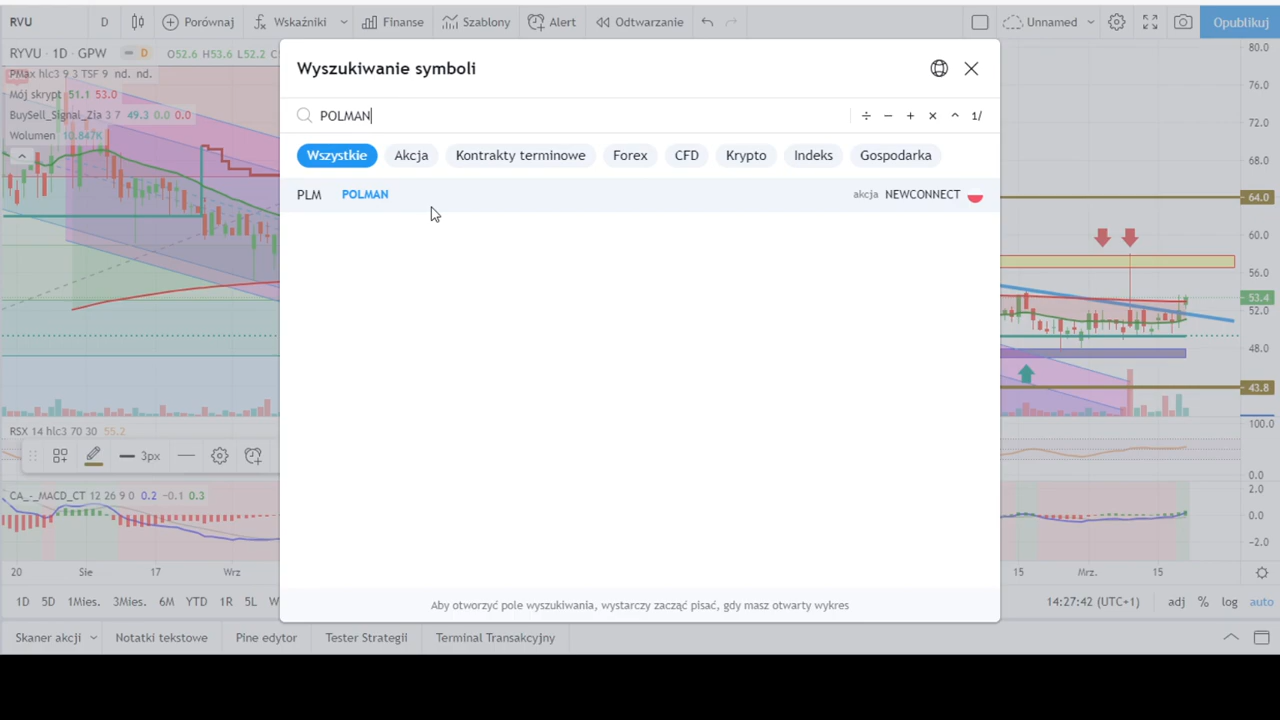 RVU D Porównaj Wskaźniki Finanse Szablony Alert Odtwarzanie Unnamed Opublikuj
RYVU · 1D · GPW D O52.6 H53.6 L52.2 C
PMax hlc3 9 3 TSF 9 nd. nd.
Mój skrypt 51.1 53.0
BuySell_Signal_Zia 3 7 49.3 0.0 0.0
Wolumen 10.847K
Wyszukiwanie symboli
POLMAN ÷ − + × ^ 1/
Wszystkie Akcja Kontrakty terminowe Forex CFD Krypto Indeks Gospodarka
PLM POLMAN akcja NEWCONNECT
Aby otworzyć pole wyszukiwania, wystarczy zacząć pisać, gdy masz otwarty wykres
80.0
76.0
72.0
68.0
64.0
60.0
56.0
53.4
52.0
48.0
43.8
RSX 14 hlc3 70 30 55.2
100.0
3px
0.0
CA_-_MACD_CT 12 26 9 0 0.2 −0.1 0.3
2.0
0.0
−2.0
20 Sie 17 Wrz 15 Mrz. 15
1D 5D 1Mies. 3Mies. 6M YTD 1R 5L W 14:27:42 (UTC+1) adj % log auto
Skaner akcji Notatki tekstowe Pine edytor Tester Strategii Terminal Transakcyjny